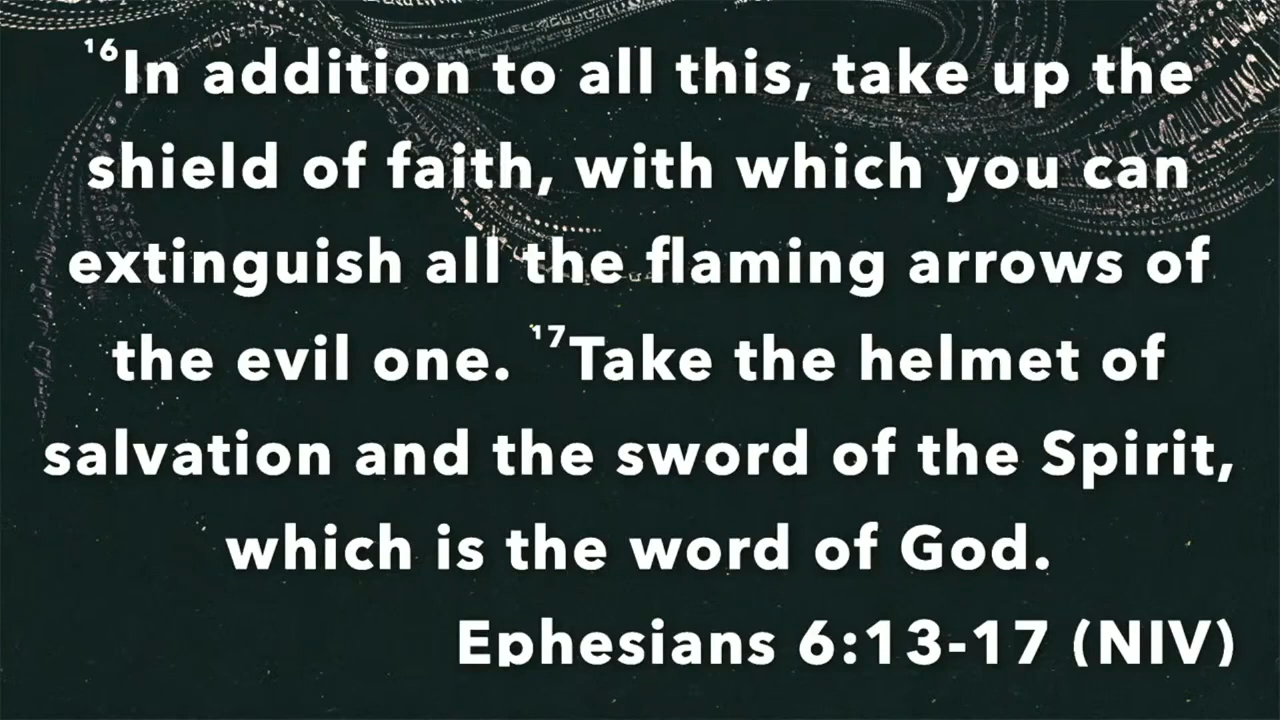 ¹⁶In addition to all this, take up the
shield of faith, with which you can
extinguish all the flaming arrows of
the evil one. ¹⁷Take the helmet of
salvation and the sword of the Spirit,
which is the word of God.
Ephesians 6:13-17 (NIV)